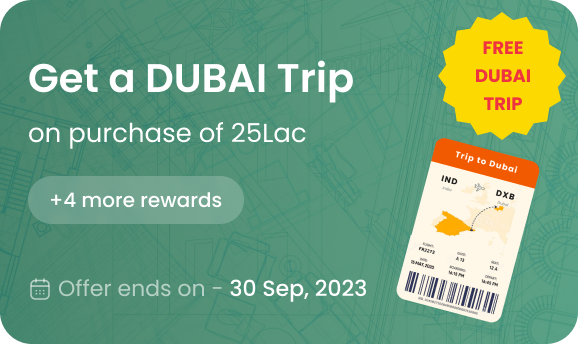 Get a DUBAI Trip
on purchase of 25Lac
+4 more rewards
Offer ends on - 30 Sep, 2023
FREE
DUBAI
TRIP
Trip to Dubai
IND
DXB